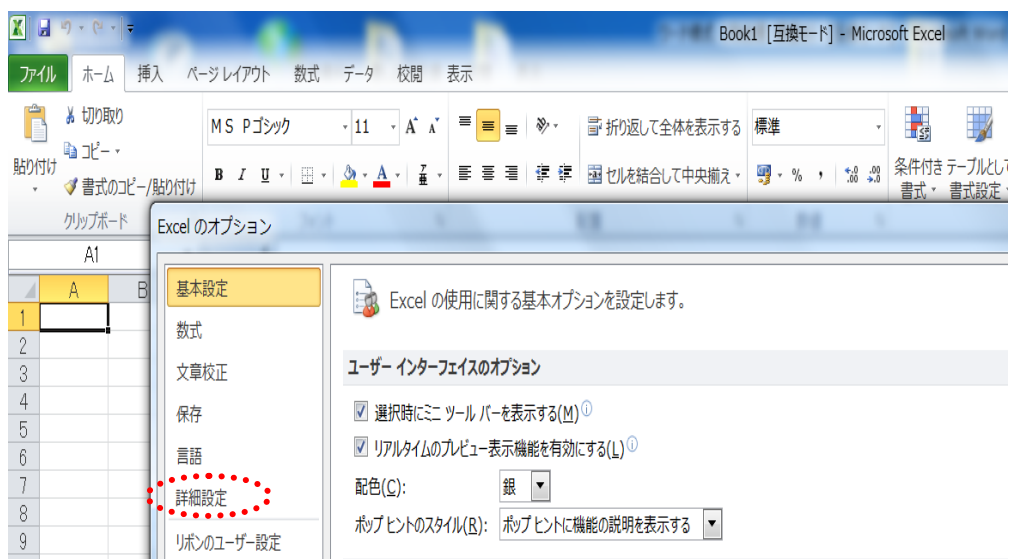 Book1 [互換モード] - Microsoft Excel
ファイル ホーム 挿入 ページ レイアウト 数式 データ 校閲 表示
切り取り
コピー
書式のコピー/貼り付け
貼り付け
クリップボード
MS Pゴシック 11 A A
B I U A
折り返して全体を表示する
セルを結合して中央揃え
標準
% ,
条件付き
書式
テーブルとして
書式設定
A1
A B
1
2
3
4
5
6
7
8
9
Excel のオプション
基本設定
数式
文章校正
保存
言語
詳細設定
リボンのユーザー設定
Excel の使用に関する基本オプションを設定します。
ユーザー インターフェイスのオプション
選択時にミニ ツール バーを表示する(M)
リアルタイムのプレビュー表示機能を有効にする(L)
配色(C): 銀
ポップ ヒントのスタイル(R): ポップ ヒントに機能の説明を表示する